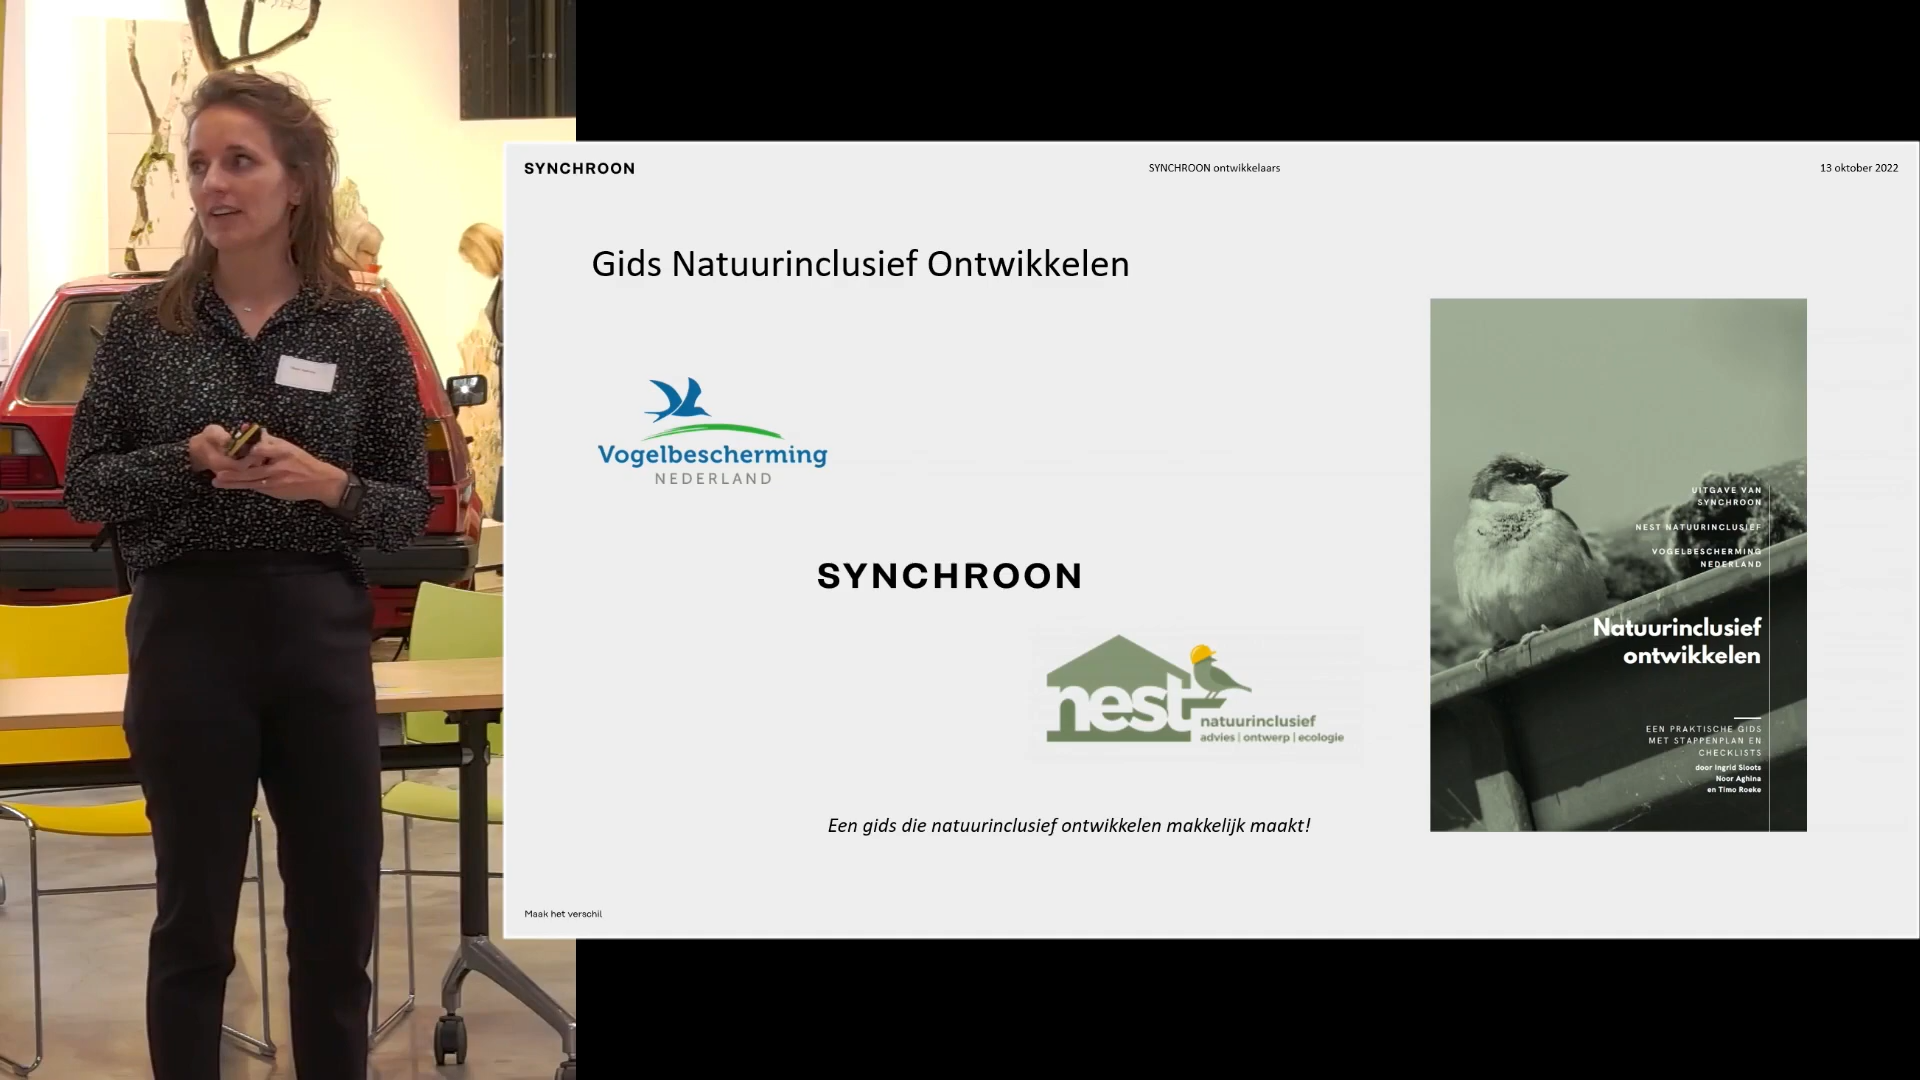 SYNCHROON
SYNCHROON ontwikkelaars
13 oktober 2022
Gids Natuurinclusief Ontwikkelen
Vogelbescherming
NEDERLAND
SYNCHROON
nest
natuurinclusief
advies | ontwerp | ecologie
UITGAVE VAN
SYNCHROON
NEST NATUURINCLUSIEF
VOGELBESCHERMING
NEDERLAND
Natuurinclusief
ontwikkelen
EEN PRAKTISCHE GIDS
MET STAPPENPLAN EN
CHECKLISTS
door Ingrid Sloots
Noor Aghina
en Timo Roeke
Een gids die natuurinclusief ontwikkelen makkelijk maakt!
Maak het verschil